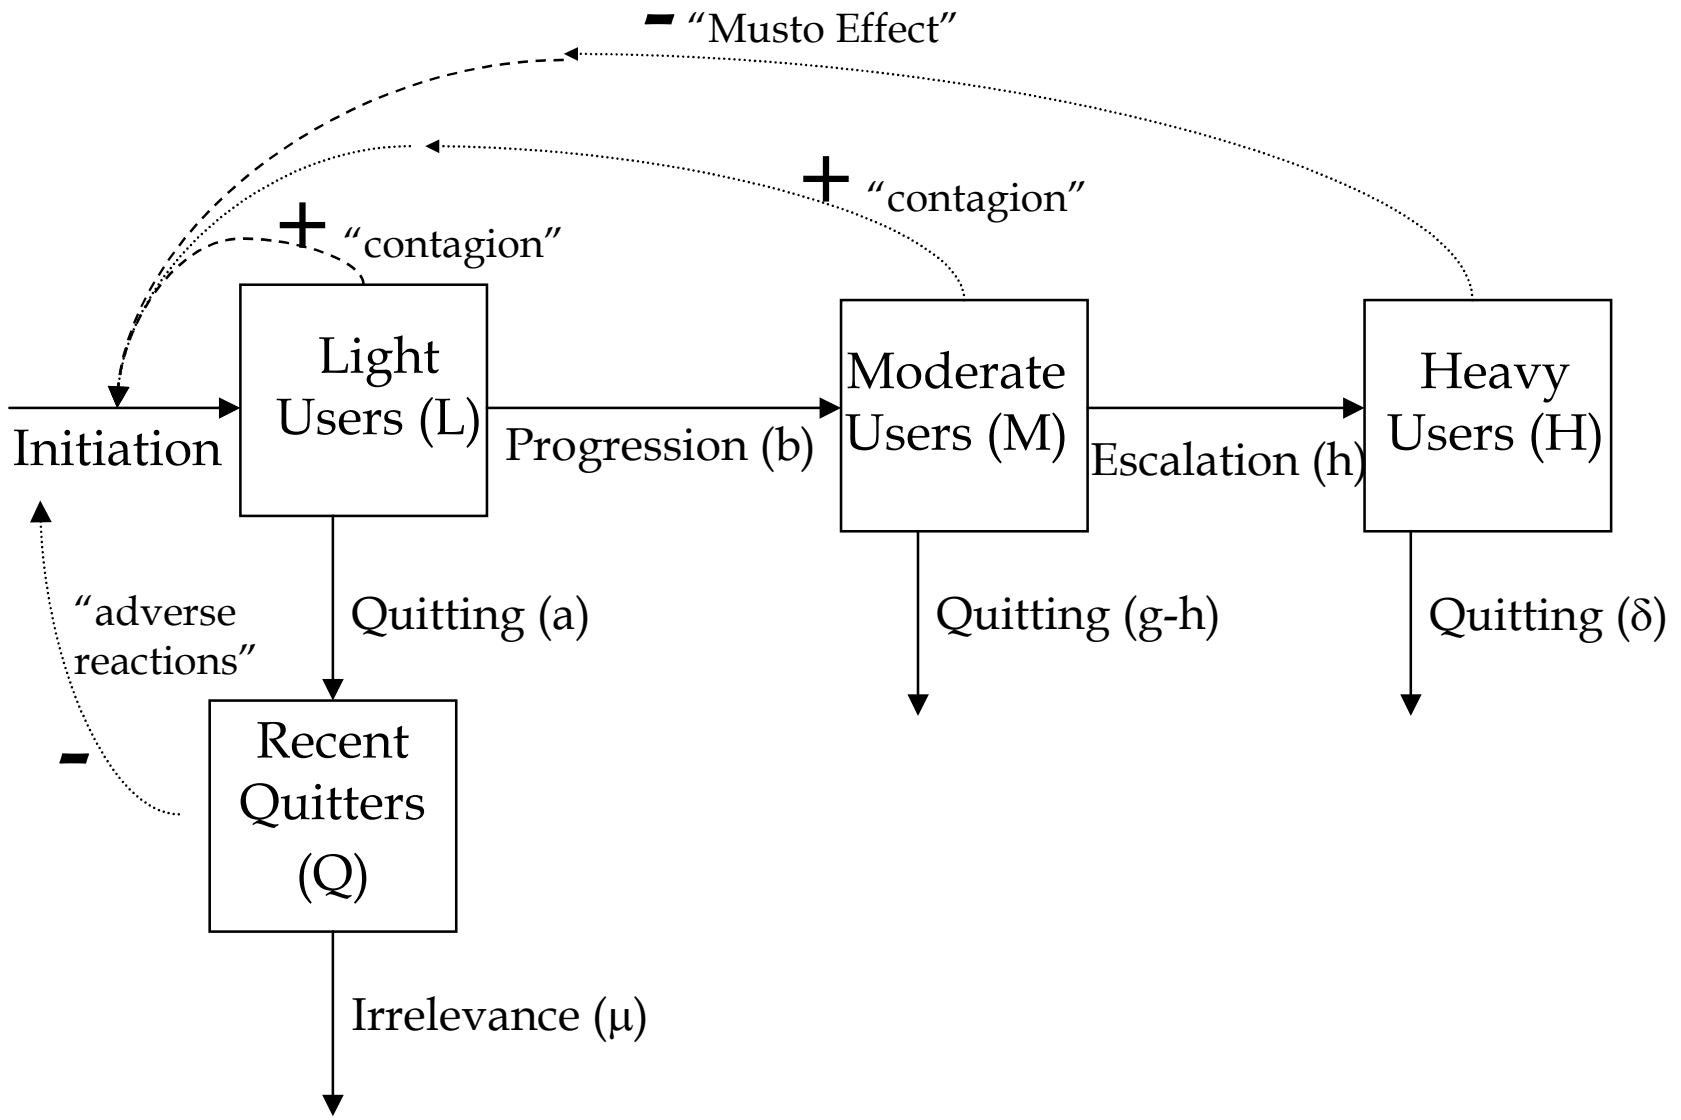 - “Musto Effect”
+ “contagion”
+ “contagion”
Light
Users (L)
Moderate
Users (M)
Heavy
Users (H)
Initiation
Progression (b)
Escalation (h)
“adverse
reactions”
-
Quitting (a)
Quitting (g-h)
Quitting (δ)
Recent
Quitters
(Q)
Irrelevance (μ)